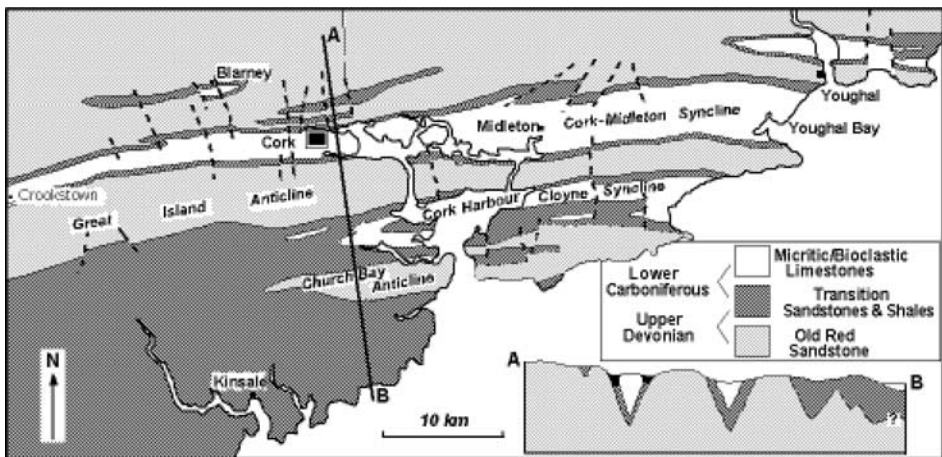 A
Blarney
Youghal
Youghal Bay
Midleton
Cork-Midleton Syncline
Cork
Crookstown
Great Island Anticline
Cork Harbour
Cloyne Syncline
Church Bay Anticline
Micritic/Bioclastic
Limestones
Lower
Carboniferous
Transition
Sandstones & Shales
Upper
Devonian
Old Red
Sandstone
N
Kinsale
B
10 km
A
B
?